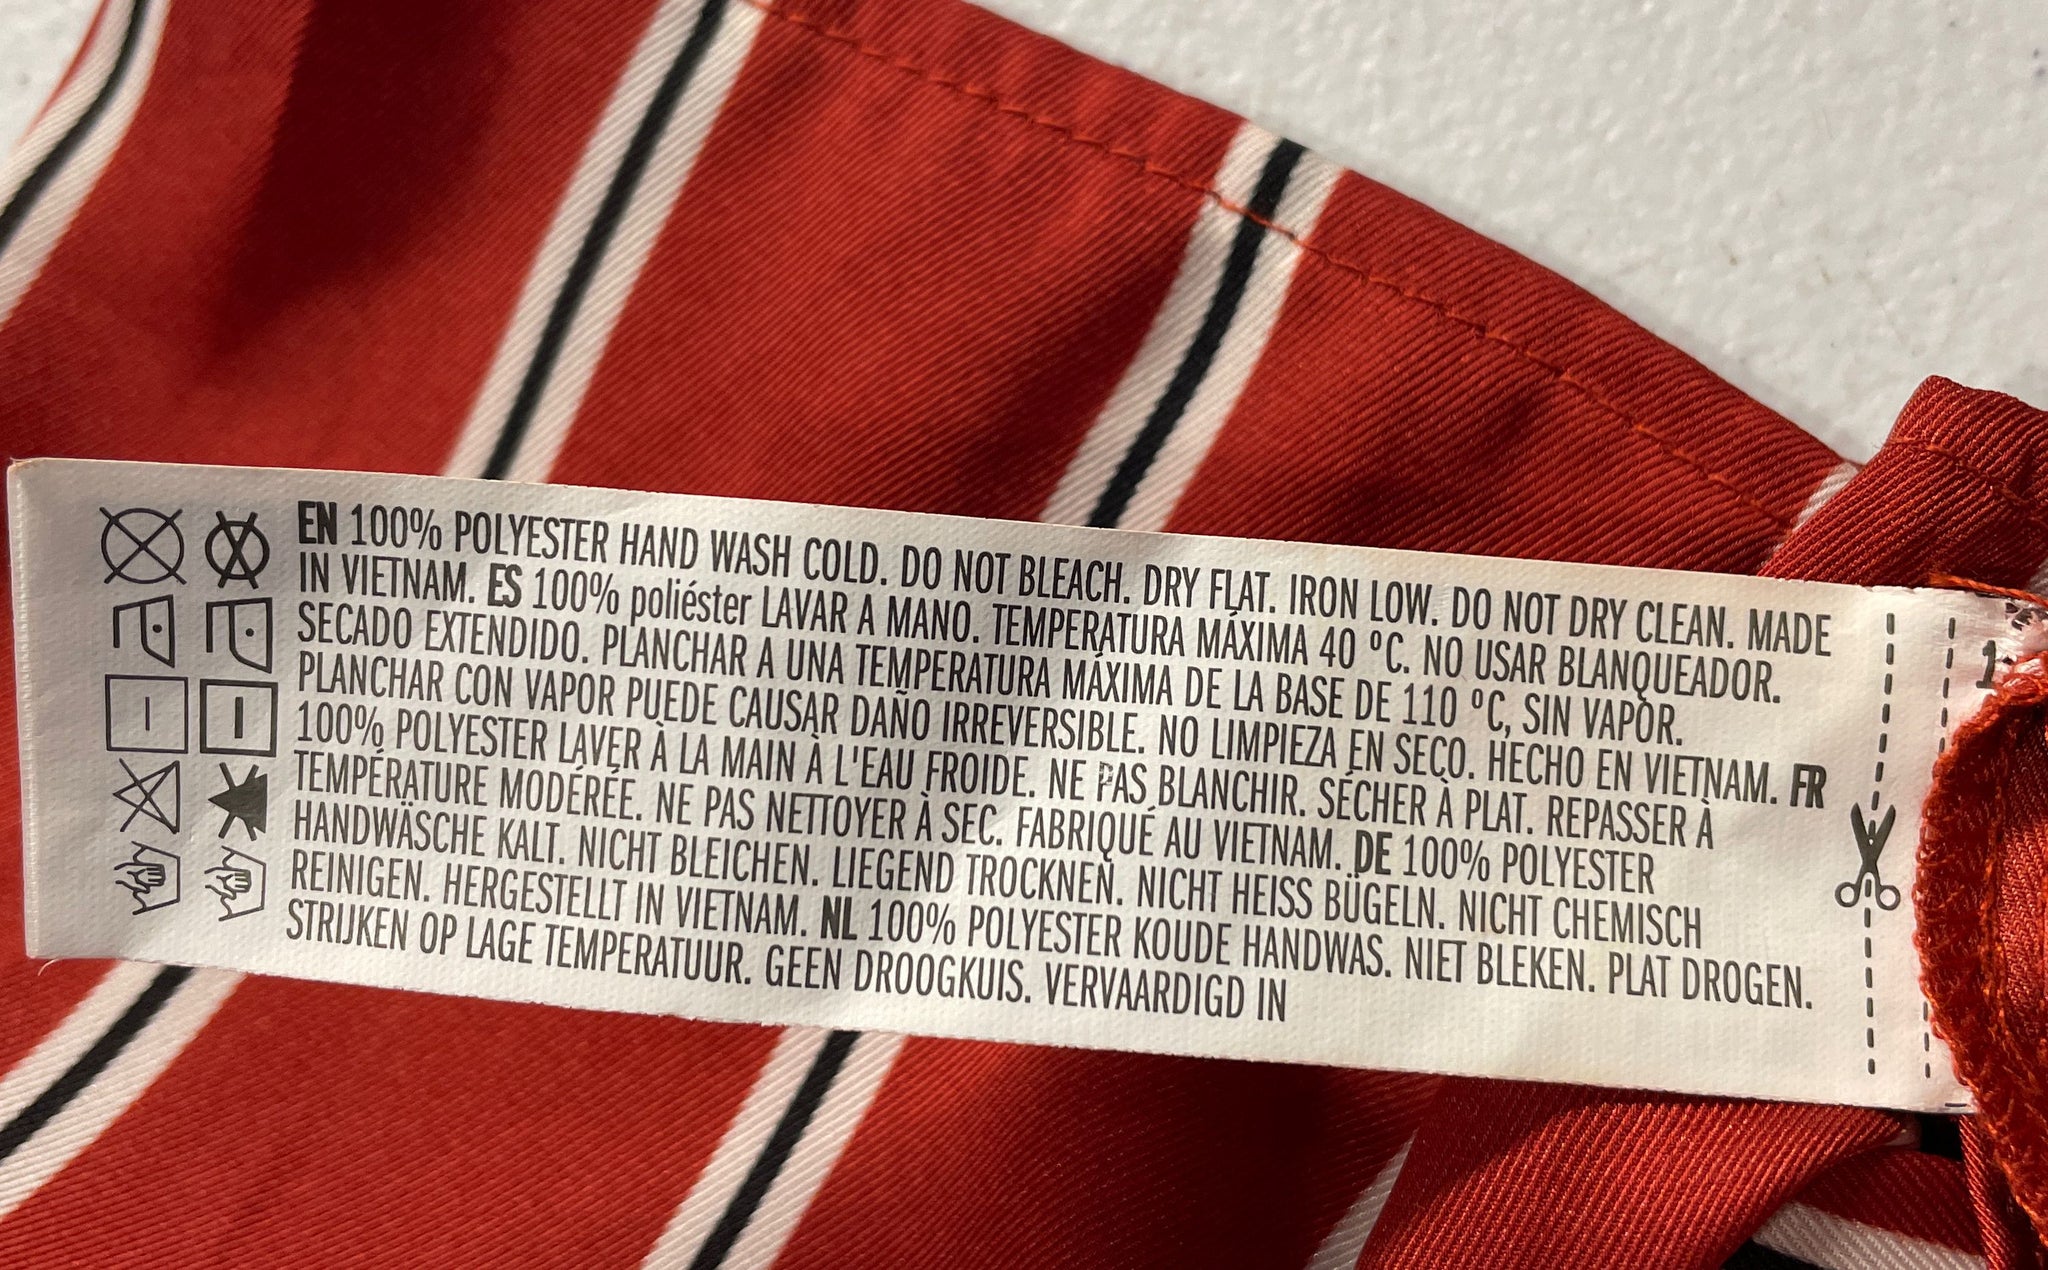 EN 100% POLYESTER HAND WASH COLD. DO NOT BLEACH. DRY FLAT. IRON LOW. DO NOT DRY CLEAN. MADE
IN VIETNAM. ES 100% poliéster LAVAR A MANO. TEMPERATURA MÁXIMA 40 ºC. NO USAR BLANQUEADOR.
SECADO EXTENDIDO. PLANCHAR A UNA TEMPERATURA MÁXIMA DE LA BASE DE 110 ºC, SIN VAPOR.
PLANCHAR CON VAPOR PUEDE CAUSAR DAÑO IRREVERSIBLE. NO LIMPIEZA EN SECO. HECHO EN VIETNAM. FR
100% POLYESTER LAVER À LA MAIN À L'EAU FROIDE. NE PAS BLANCHIR. SÉCHER À PLAT. REPASSER À
TEMPÉRATURE MODÉRÉE. NE PAS NETTOYER À SEC. FABRIQUÉ AU VIETNAM. DE 100% POLYESTER
HANDWÄSCHE KALT. NICHT BLEICHEN. LIEGEND TROCKNEN. NICHT HEISS BÜGELN. NICHT CHEMISCH
REINIGEN. HERGESTELLT IN VIETNAM. NL 100% POLYESTER KOUDE HANDWAS. NIET BLEKEN. PLAT DROGEN.
STRIJKEN OP LAGE TEMPERATUUR. GEEN DROOGKUIS. VERVAARDIGD IN